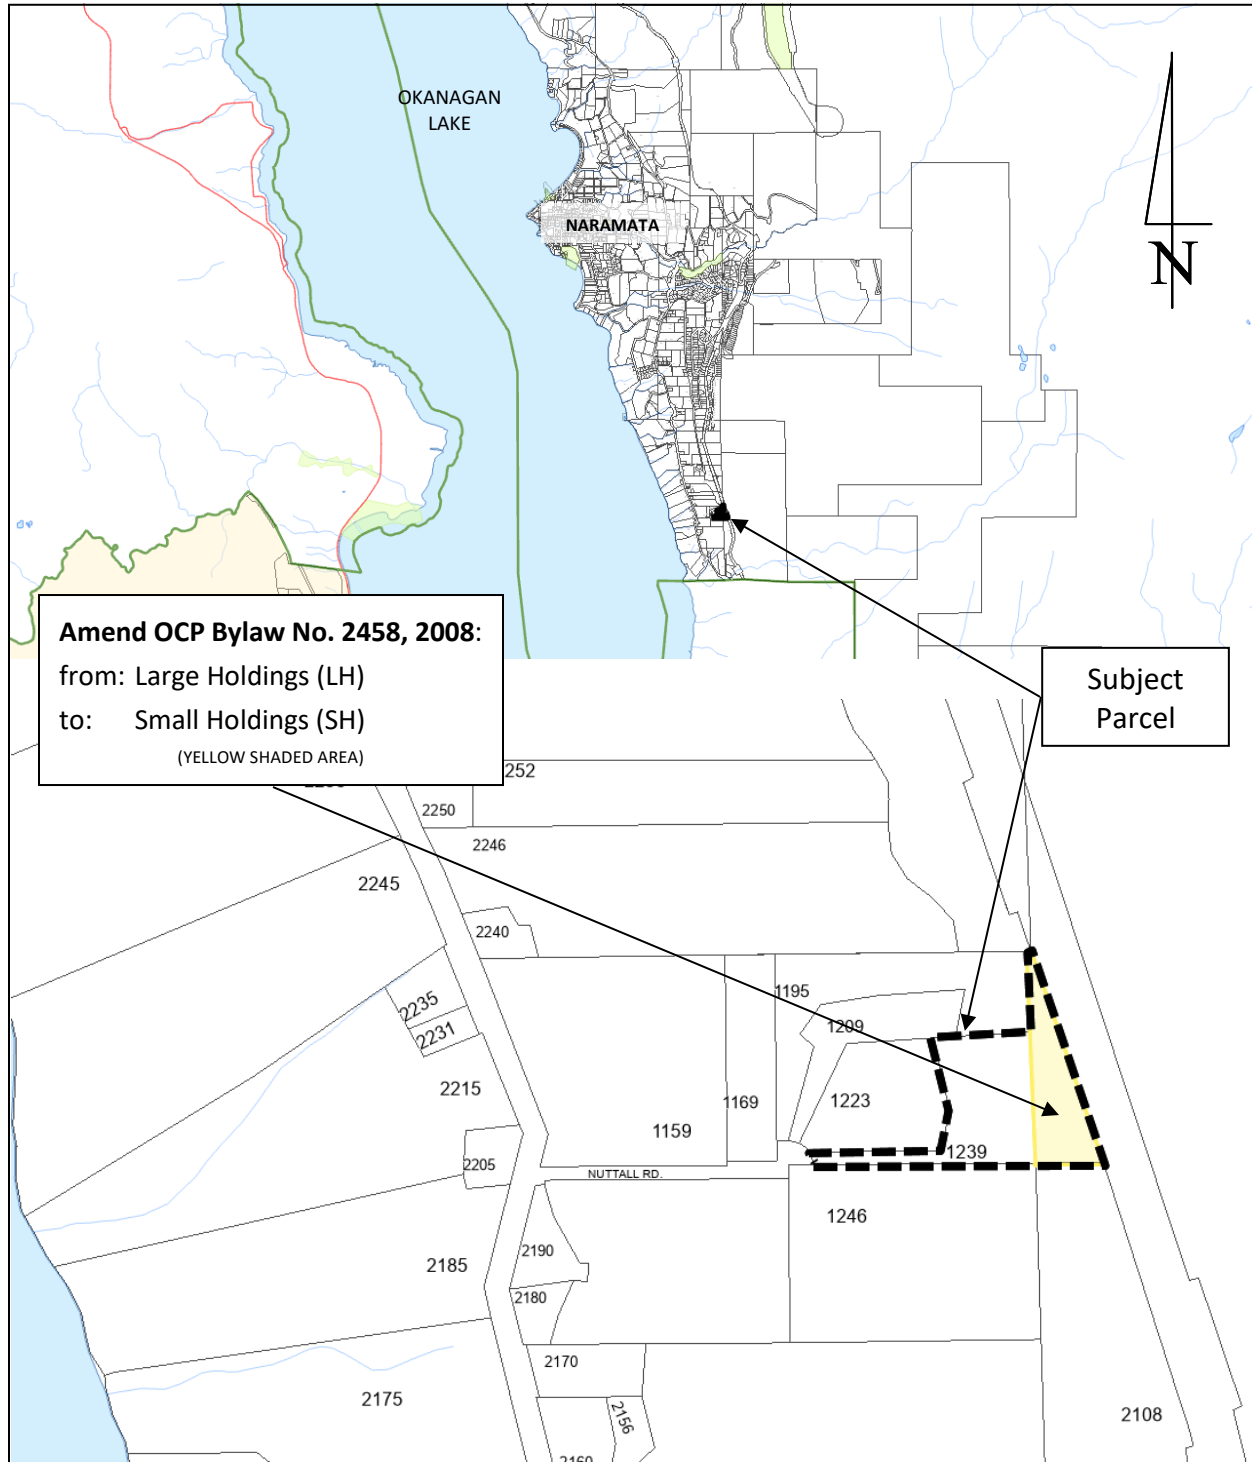 OKANAGAN
LAKE
NARAMATA
N
Amend OCP Bylaw No. 2458, 2008:
from: Large Holdings (LH)
to: Small Holdings (SH)
(YELLOW SHADED AREA)
Subject
Parcel
252
2250
2246
2245
2240
2235
2231
2215
2205
1195
1209
1223
1169
1159
1239
NUTTALL RD.
1246
2190
2185
2180
2170
2175
2156
2108